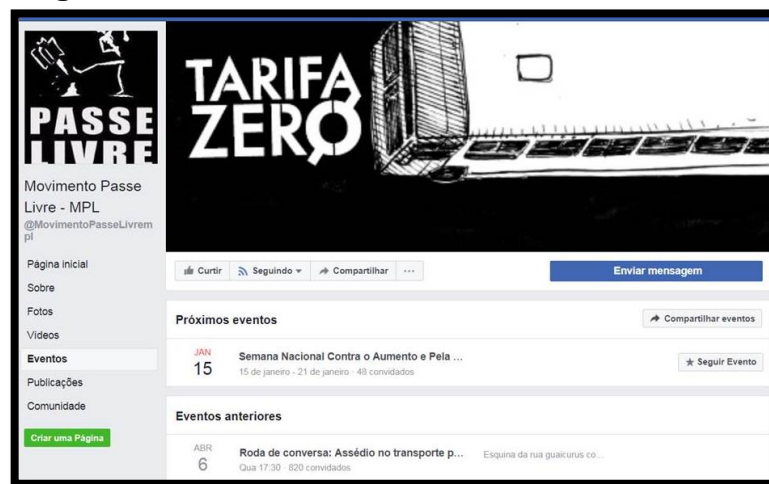 PASSE
LIVRE
TARIFA
ZERO
Movimento Passe
Livre - MPL
@MovimentoPasseLivrem
pl
Página inicial
Sobre
Fotos
Vídeos
Eventos
Publicações
Comunidade
Criar uma Página
Curtir Seguindo Compartilhar ...
Enviar mensagem
Próximos eventos
Compartilhar eventos
JAN
15
Semana Nacional Contra o Aumento e Pela ...
15 de janeiro - 21 de janeiro · 48 convidados
Seguir Evento
Eventos anteriores
ABR
6
Roda de conversa: Assédio no transporte p...
Qua 17:30 · 820 convidados
Esquina da rua guaicurus co...